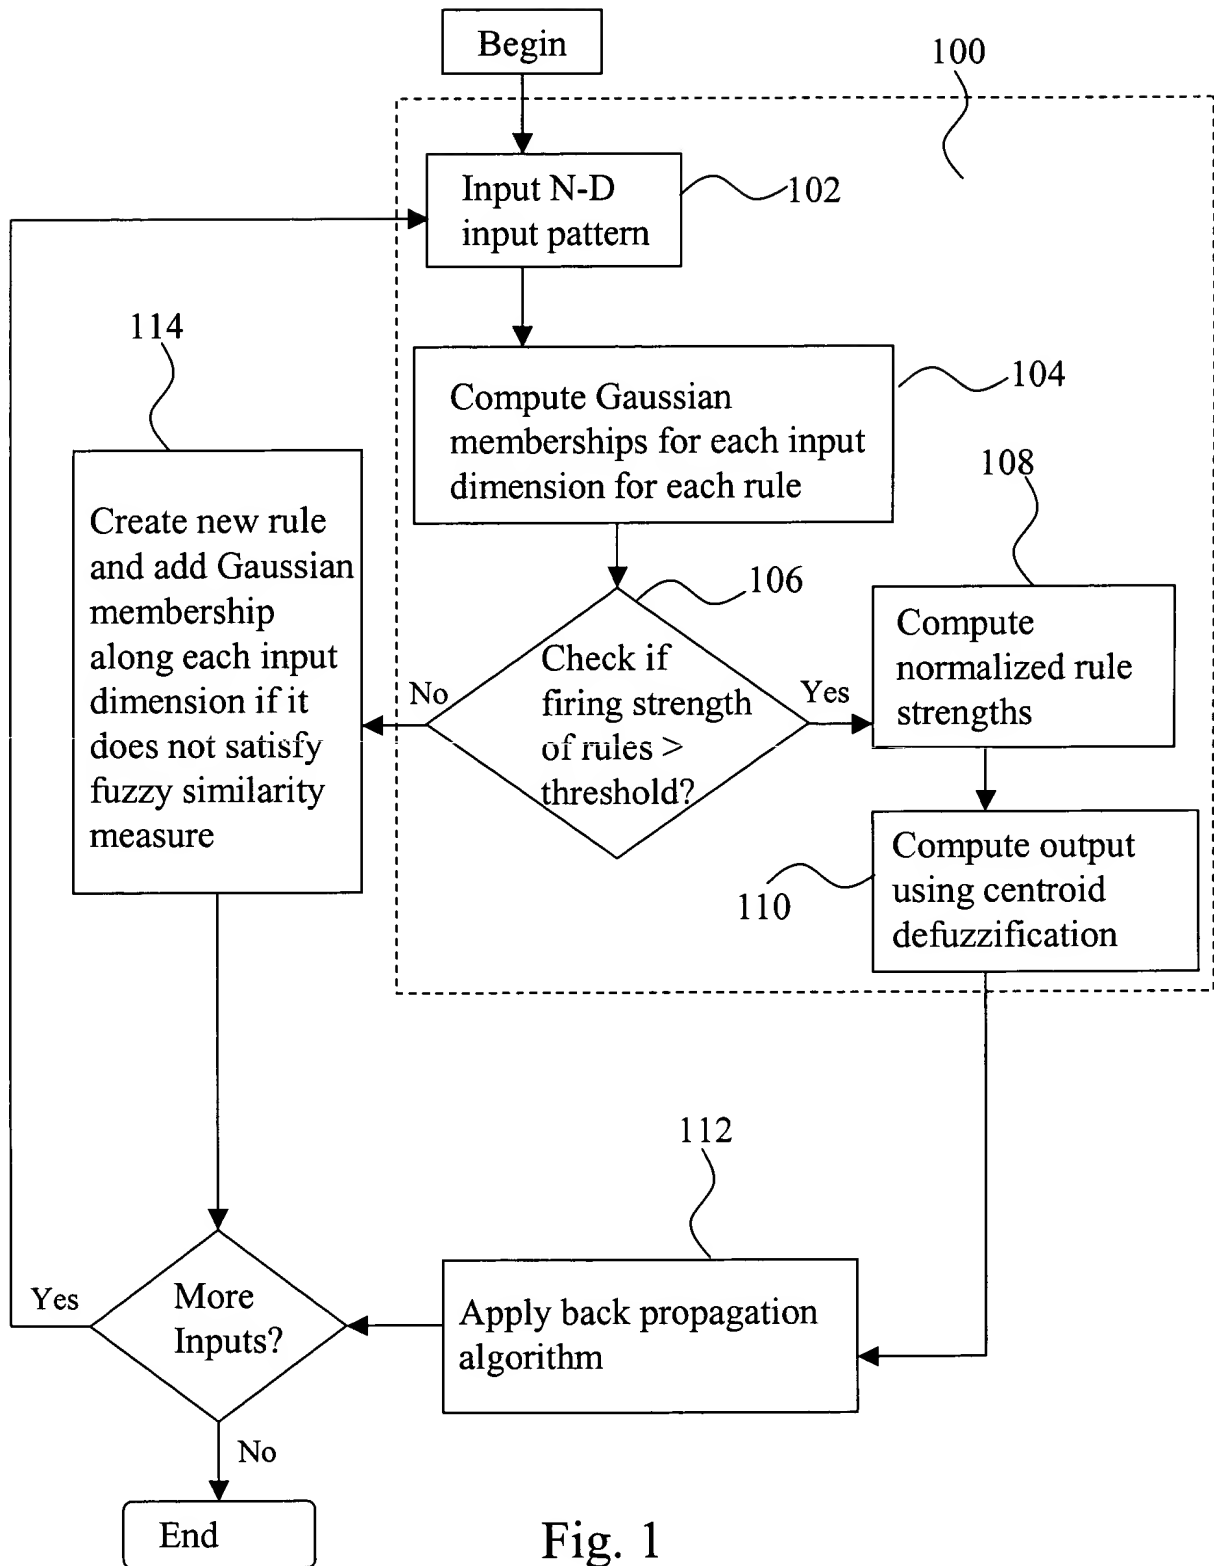 Begin
100
Input N-D
input pattern
102
114
Compute Gaussian
memberships for each input
dimension for each rule
104
108
Create new rule
and add Gaussian
membership
along each input
dimension if it
does not satisfy
fuzzy similarity
measure
106
Check if
firing strength
of rules >
threshold?
No
Yes
Compute
normalized rule
strengths
Compute output
using centroid
defuzzification
110
112
Apply back propagation
algorithm
More
Inputs?
Yes
No
End
Fig. 1